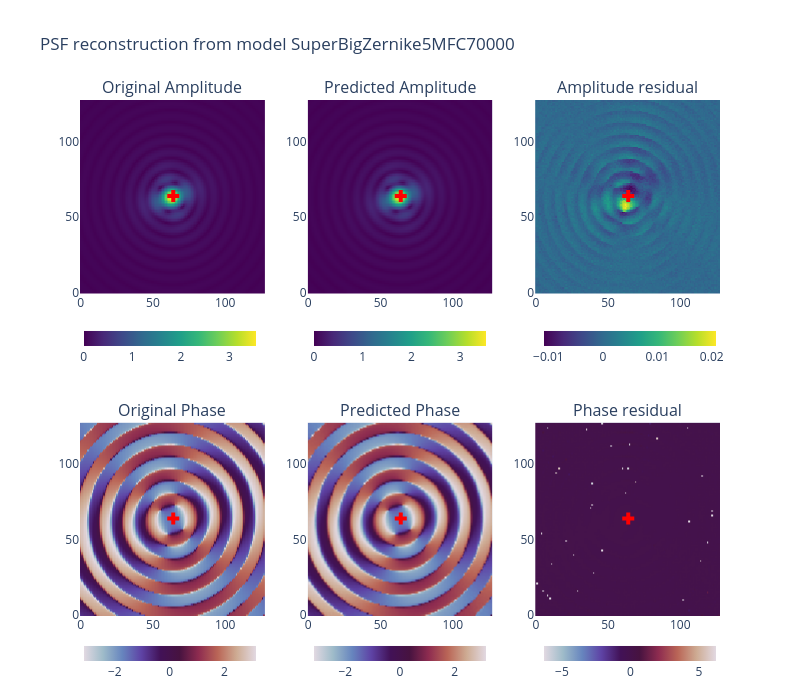 PSF reconstruction from model SuperBigZernike5MFC70000
Original Amplitude
Predicted Amplitude
Amplitude residual
100
50
0
0 50 100
100
50
0
0 50 100
100
50
0
0 50 100
0 1 2 3
0 1 2 3
−0.01 0 0.01 0.02
Original Phase
Predicted Phase
Phase residual
100
50
0
0 50 100
100
50
0
0 50 100
100
50
0
0 50 100
−2 0 2
−2 0 2
−5 0 5